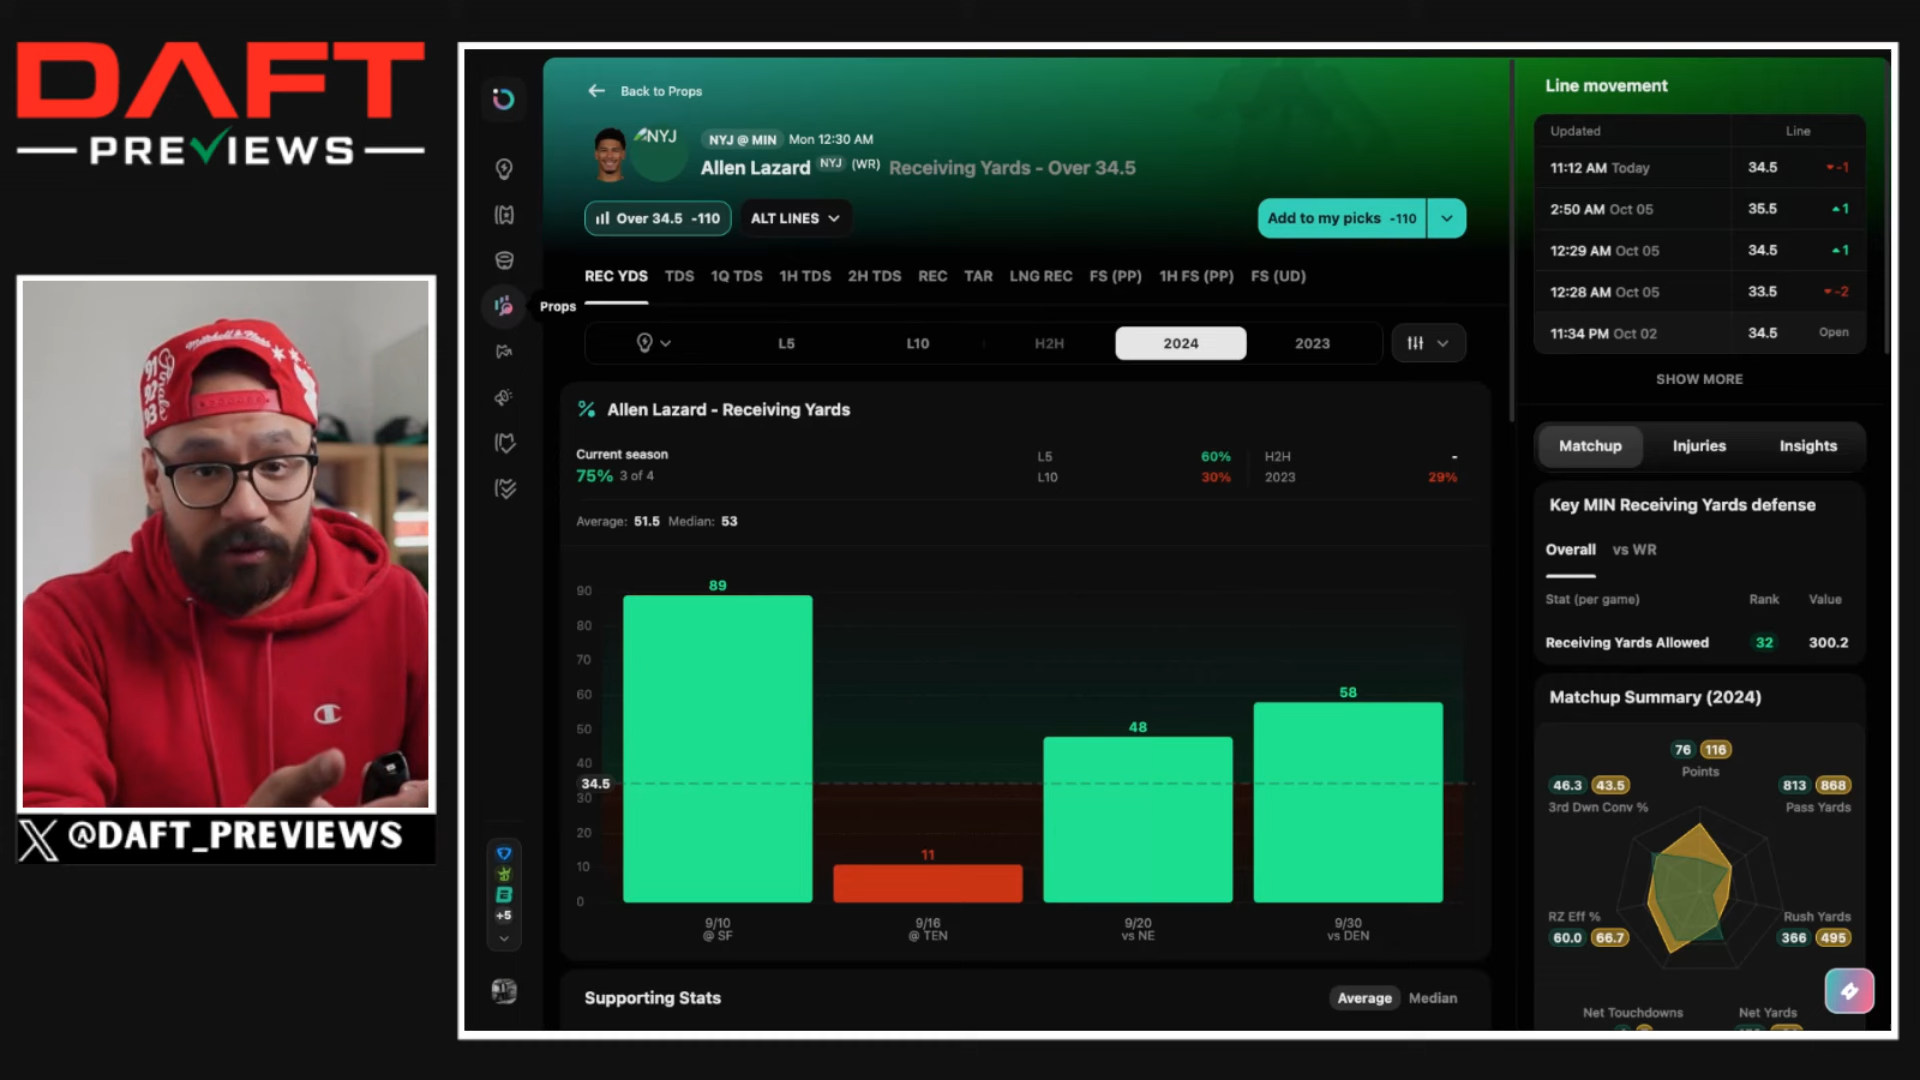 DAFT
PREVIEWS
@DAFT_PREVIEWS
Back to Props
NYJ
NYJ @ MIN Mon 12:30 AM
Allen Lazard NYJ (WR) Receiving Yards - Over 34.5
Over 34.5 -110 ALT LINES
Add to my picks -110
REC YDS TDS 1Q TDS 1H TDS 2H TDS REC TAR LNG REC FS (PP) 1H FS (PP) FS (UD)
Props
L5 L10 H2H 2024 2023
Allen Lazard - Receiving Yards
Current season
75% 3 of 4
L5 60% H2H -
L10 30% 2023 29%
Average: 51.5 Median: 53
90
80
70
60
50
40
34.5
30
20
10
0
89
11
48
58
9/10
@ SF
9/16
@ TEN
9/20
vs NE
9/30
vs DEN
Supporting Stats
Average Median
+5
Line movement
Updated Line
11:12 AM Today 34.5 -1
2:50 AM Oct 05 35.5 1
12:29 AM Oct 05 34.5 1
12:28 AM Oct 05 33.5 -2
11:34 PM Oct 02 34.5 Open
SHOW MORE
Matchup Injuries Insights
Key MIN Receiving Yards defense
Overall vs WR
Stat (per game) Rank Value
Receiving Yards Allowed 32 300.2
Matchup Summary (2024)
76 116
Points
46.3 43.5
3rd Dwn Conv %
813 868
Pass Yards
RZ Eff %
60.0 66.7
Rush Yards
366 495
Net Touchdowns
Net Yards